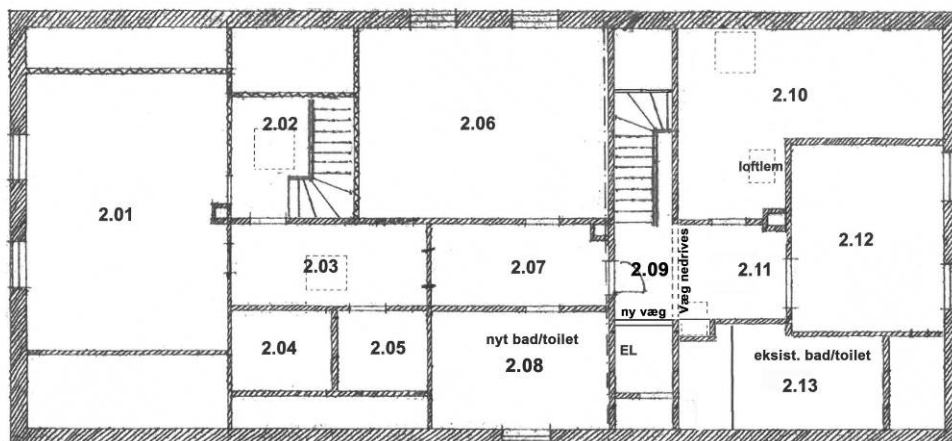 2.10
2.02
2.06
loftlem
2.01
2.12
2.03
2.07
2.09
Væg nedrives
2.11
ny væg
2.04
2.05
nyt bad/toilet
2.08
EL
eksist. bad/toilet
2.13